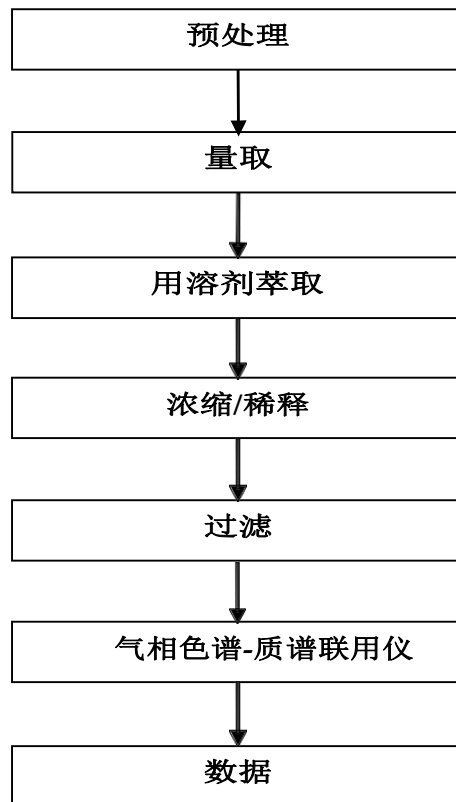 预处理
量取
用溶剂萃取
浓缩/稀释
过滤
气相色谱-质谱联用仪
数据